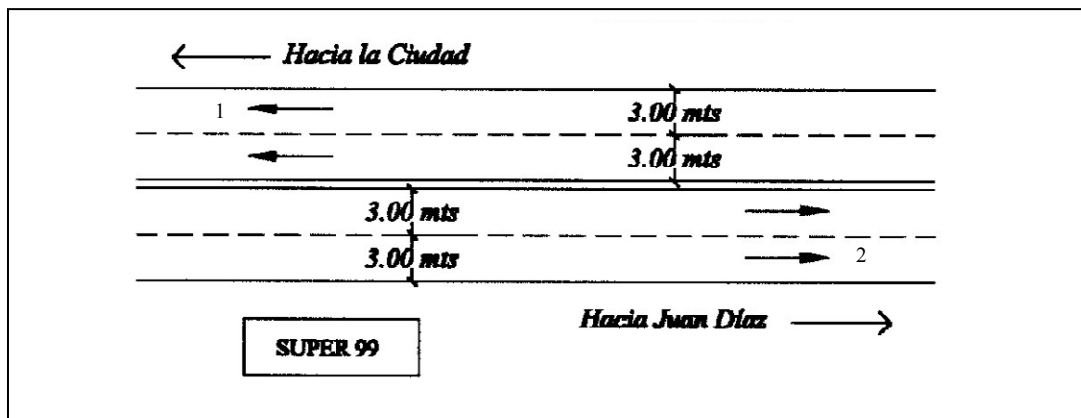 Hacia la Ciudad
1
3.00 mts
3.00 mts
3.00 mts
3.00 mts
2
Hacia Juan Díaz
SUPER 99